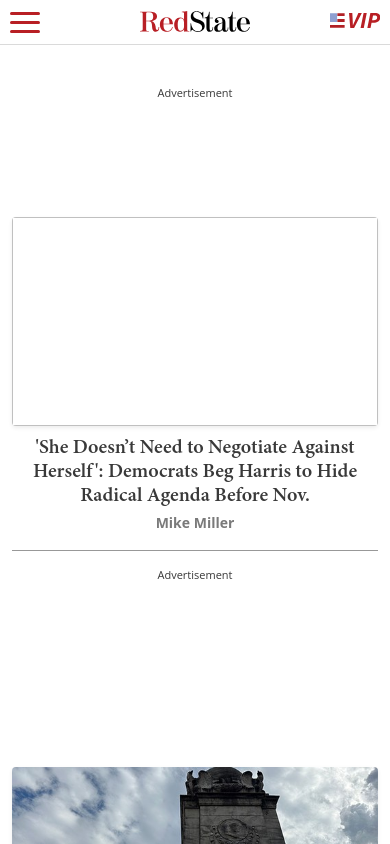 RedState
VIP
Advertisement
'She Doesn’t Need to Negotiate Against
Herself': Democrats Beg Harris to Hide
Radical Agenda Before Nov.
Mike Miller
Advertisement